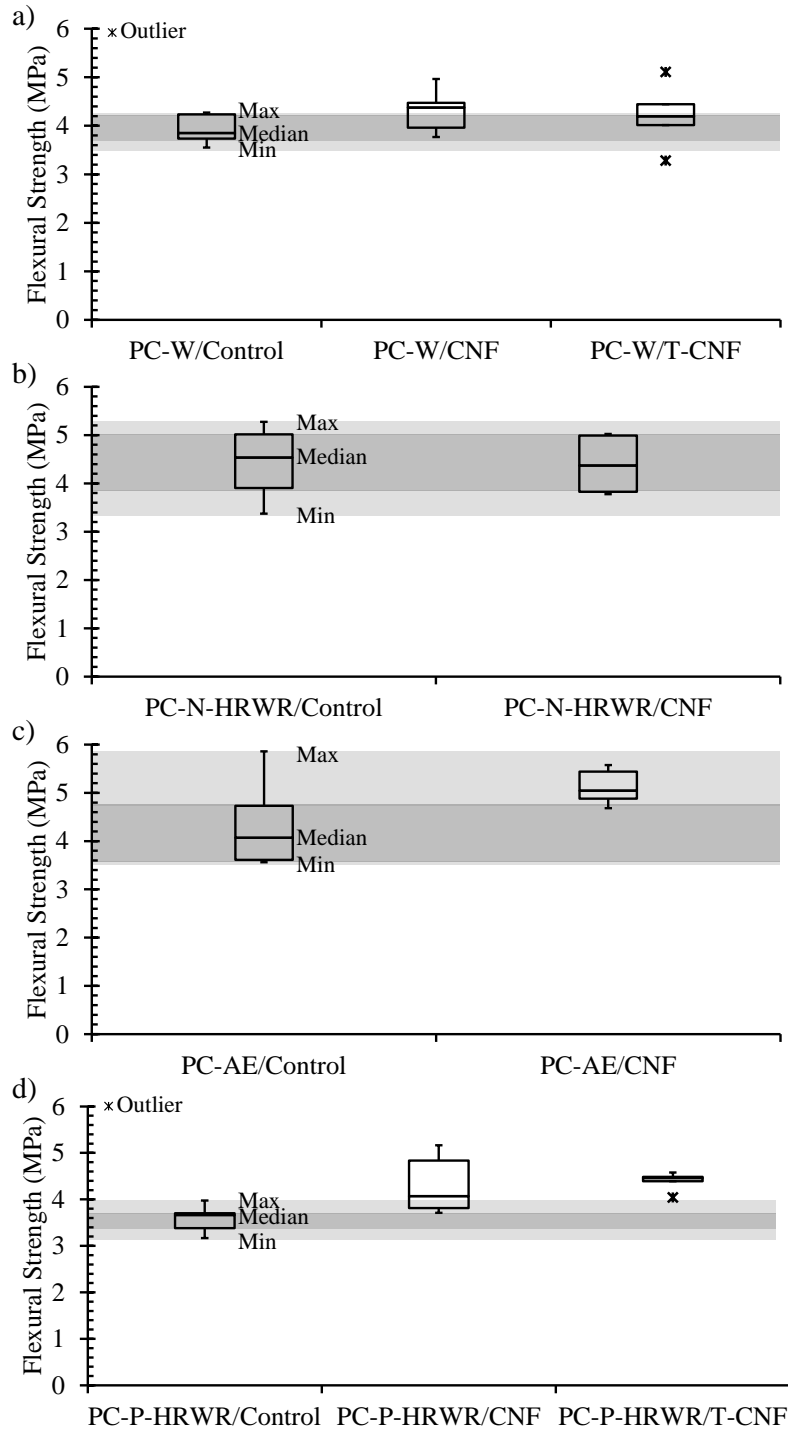 a)
6
Outlier
5
4
3
2
1
0
Flexural Strength (MPa)
Max
Median
Min
PC-W/Control
PC-W/CNF
PC-W/T-CNF
b)
6
5
4
3
2
1
0
Flexural Strength (MPa)
Max
Median
Min
PC-N-HRWR/Control
PC-N-HRWR/CNF
c)
6
5
4
3
2
1
0
Flexural Strength (MPa)
Max
Median
Min
PC-AE/Control
PC-AE/CNF
d)
6
Outlier
5
4
3
2
1
0
Flexural Strength (MPa)
Max
Median
Min
PC-P-HRWR/Control
PC-P-HRWR/CNF
PC-P-HRWR/T-CNF